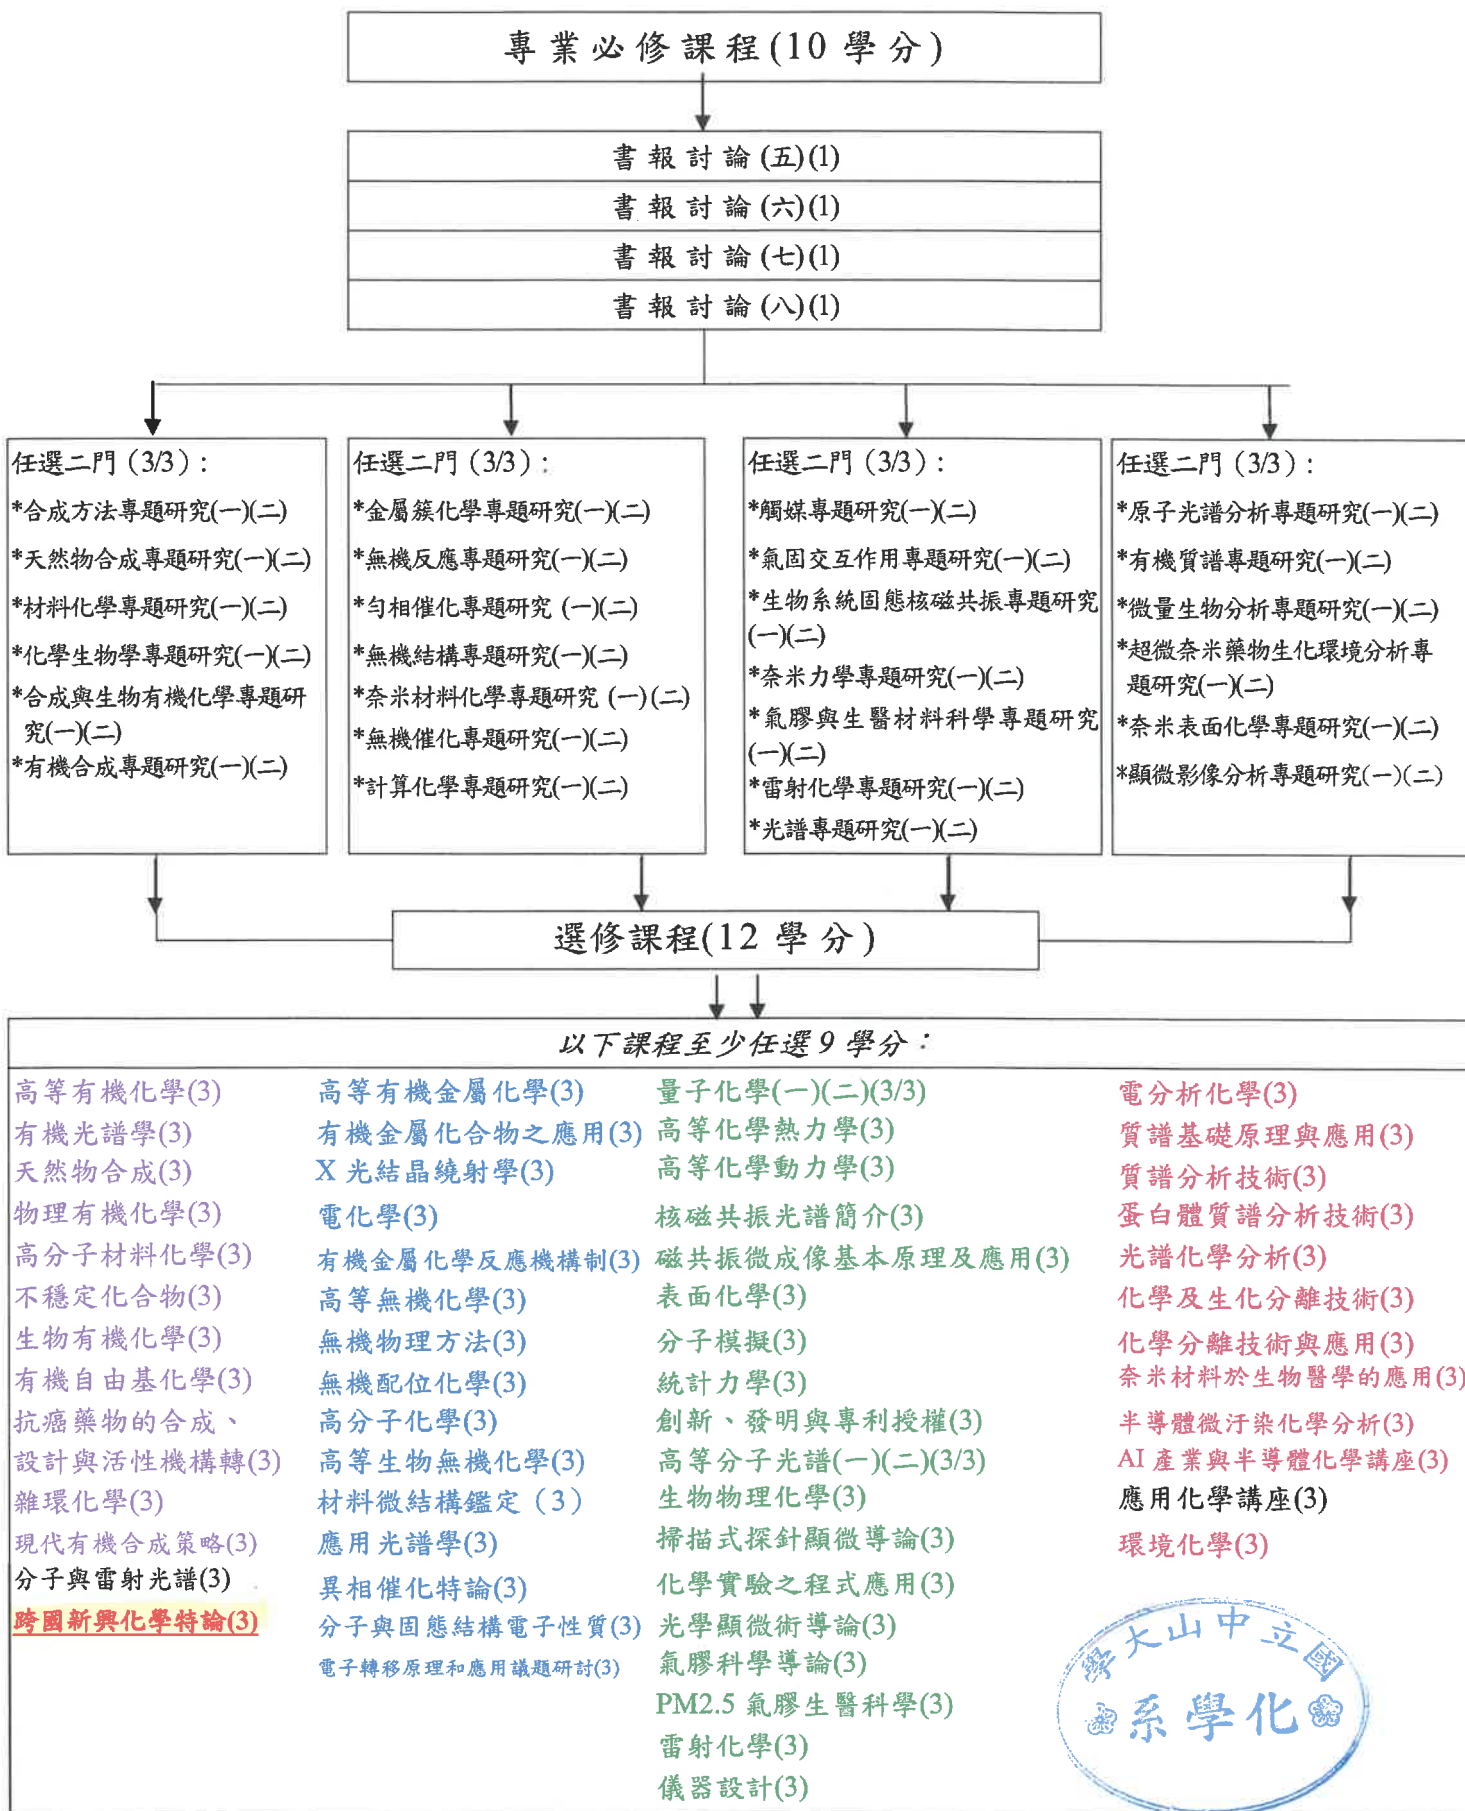 專業必修課程(10 學分)
書報討論(五)(1)
書報討論(六)(1)
書報討論(七)(1)
書報討論(八)(1)
任選二門（3/3）:
*合成方法專題研究(一)(二)
*天然物合成專題研究(一)(二)
*材料化學專題研究(一)(二)
*化學生物學專題研究(一)(二)
*合成與生物有機化學專題研
究(一)(二)
*有機合成專題研究(一)(二)
任選二門（3/3）:
*金屬簇化學專題研究(一)(二)
*無機反應專題研究(一)(二)
*勻相催化專題研究 (一)(二)
*無機結構專題研究(一)(二)
*奈米材料化學專題研究 (一)(二)
*無機催化專題研究(一)(二)
*計算化學專題研究(一)(二)
任選二門（3/3）:
*觸媒專題研究(一)(二)
*氣固交互作用專題研究(一)(二)
*生物系統固態核磁共振專題研究
(一)(二)
*奈米力學專題研究(一)(二)
*氣膠與生醫材料科學專題研究
(一)(二)
*雷射化學專題研究(一)(二)
*光譜專題研究(一)(二)
任選二門（3/3）:
*原子光譜分析專題研究(一)(二)
*有機質譜專題研究(一)(二)
*微量生物分析專題研究(一)(二)
*超微奈米藥物生化環境分析專
題研究(一)(二)
*奈米表面化學專題研究(一)(二)
*顯微影像分析專題研究(一)(二)
選修課程(12 學分)
以下課程至少任選 9 學分：
高等有機化學(3)
有機光譜學(3)
天然物合成(3)
物理有機化學(3)
高分子材料化學(3)
不穩定化合物(3)
生物有機化學(3)
有機自由基化學(3)
抗癌藥物的合成、
設計與活性機構轉(3)
雜環化學(3)
現代有機合成策略(3)
分子與雷射光譜(3)
跨國新興化學特論(3)
高等有機金屬化學(3)
有機金屬化合物之應用(3)
X 光結晶繞射學(3)
電化學(3)
有機金屬化學反應機構制(3)
高等無機化學(3)
無機物理方法(3)
無機配位化學(3)
高分子化學(3)
高等生物無機化學(3)
材料微結構鑑定（3）
應用光譜學(3)
異相催化特論(3)
分子與固態結構電子性質(3)
電子轉移原理和應用議題研討(3)
量子化學(一)(二)(3/3)
高等化學熱力學(3)
高等化學動力學(3)
核磁共振光譜簡介(3)
磁共振微成像基本原理及應用(3)
表面化學(3)
分子模擬(3)
統計力學(3)
創新、發明與專利授權(3)
高等分子光譜(一)(二)(3/3)
生物物理化學(3)
掃描式探針顯微導論(3)
化學實驗之程式應用(3)
光學顯微術導論(3)
氣膠科學導論(3)
PM2.5 氣膠生醫科學(3)
雷射化學(3)
儀器設計(3)
電分析化學(3)
質譜基礎原理與應用(3)
質譜分析技術(3)
蛋白體質譜分析技術(3)
光譜化學分析(3)
化學及生化分離技術(3)
化學分離技術與應用(3)
奈米材料於生物醫學的應用(3)
半導體微汙染化學分析(3)
AI 產業與半導體化學講座(3)
應用化學講座(3)
環境化學(3)
學大山中立國
系學化